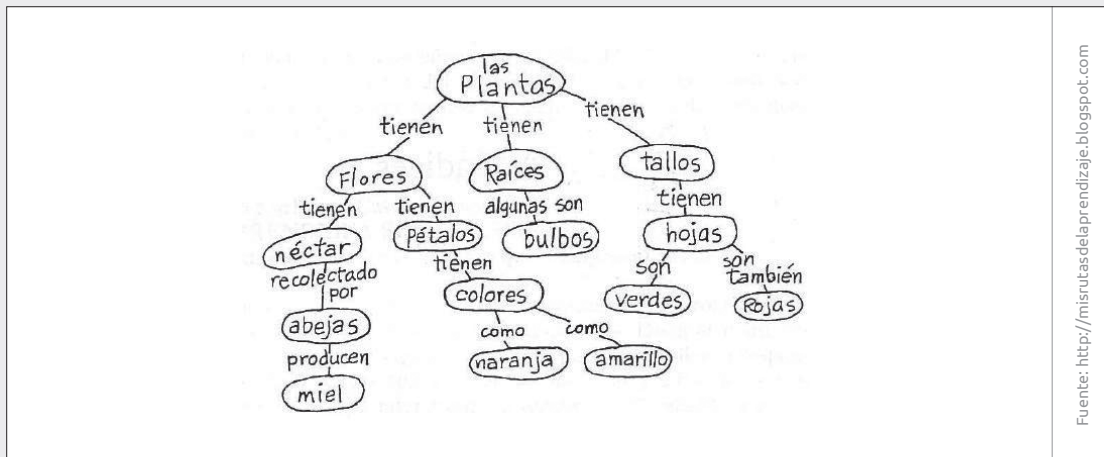 las
Plantas
tienen
tienen
tienen
Flores
Raíces
tallos
tienen
tienen
algunas son
tienen
néctar
Pétalos
bulbos
hojas
recolectado
por
tienen
son
son
también
abejas
colores
verdes
Rojas
producen
como
como
miel
naranja
amarillo
Fuente: http://misrutasdelaprendizaje.blogspot.com